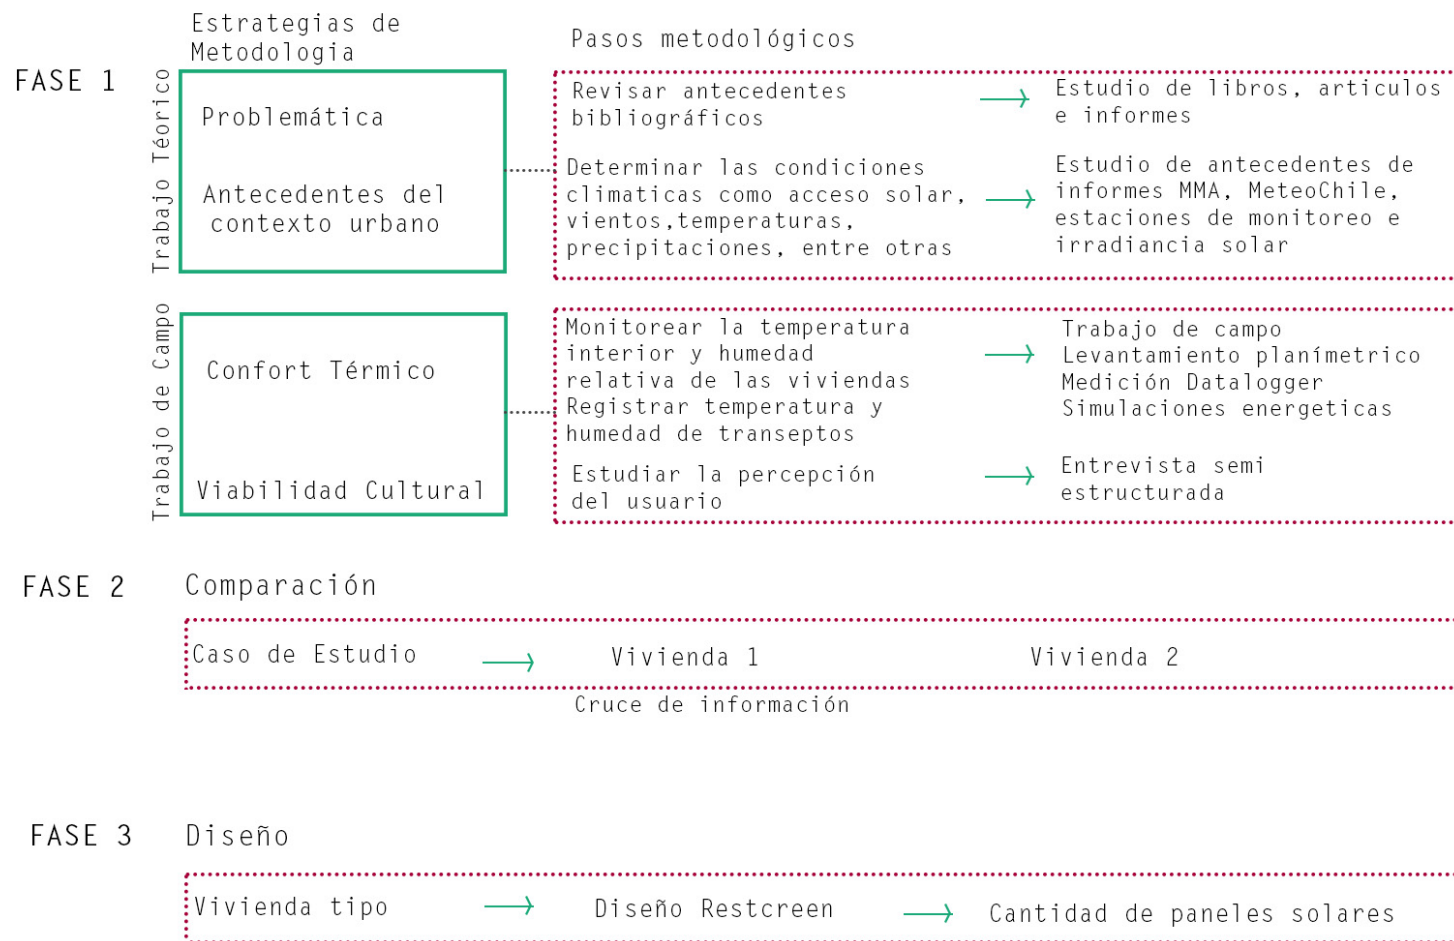 Estrategias de
Metodologia
Pasos metodológicos
FASE 1
Trabajo Téorico
Problemática
Antecedentes del
contexto urbano
Revisar antecedentes
bibliográficos
Estudio de libros, articulos
e informes
Determinar las condiciones
climaticas como acceso solar,
vientos,temperaturas,
precipitaciones, entre otras
Estudio de antecedentes de
informes MMA, MeteoChile,
estaciones de monitoreo e
irradiancia solar
Trabajo de Campo
Confort Térmico
Viabilidad Cultural
Monitorear la temperatura
interior y humedad
relativa de las viviendas
Registrar temperatura y
humedad de transeptos
Trabajo de campo
Levantamiento planímetrico
Medición Datalogger
Simulaciones energeticas
Estudiar la percepción
del usuario
Entrevista semi
estructurada
FASE 2
Comparación
Caso de Estudio
Vivienda 1
Vivienda 2
Cruce de información
FASE 3
Diseño
Vivienda tipo
Diseño Restcreen
Cantidad de paneles solares